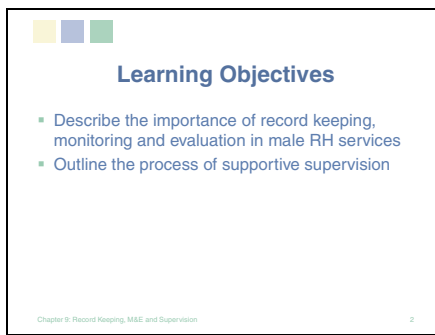 Learning Objectives
▪ Describe the importance of record keeping,
monitoring and evaluation in male RH services
▪ Outline the process of supportive supervision
Chapter 9: Record Keeping, M&E and Supervision 2